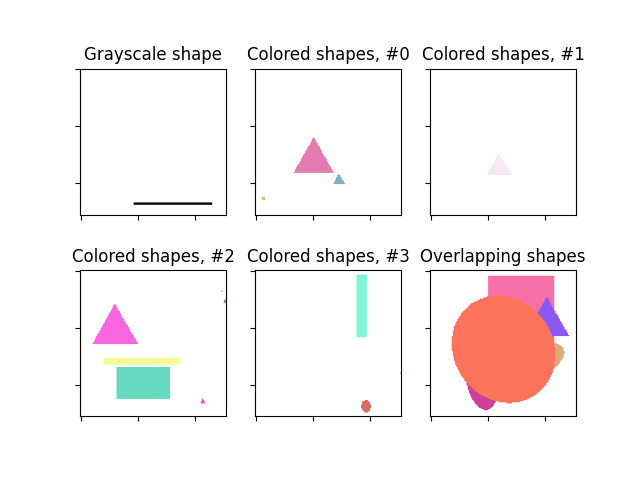 Grayscale shape
Colored shapes, #0
Colored shapes, #1
Colored shapes, #2
Colored shapes, #3
Overlapping shapes